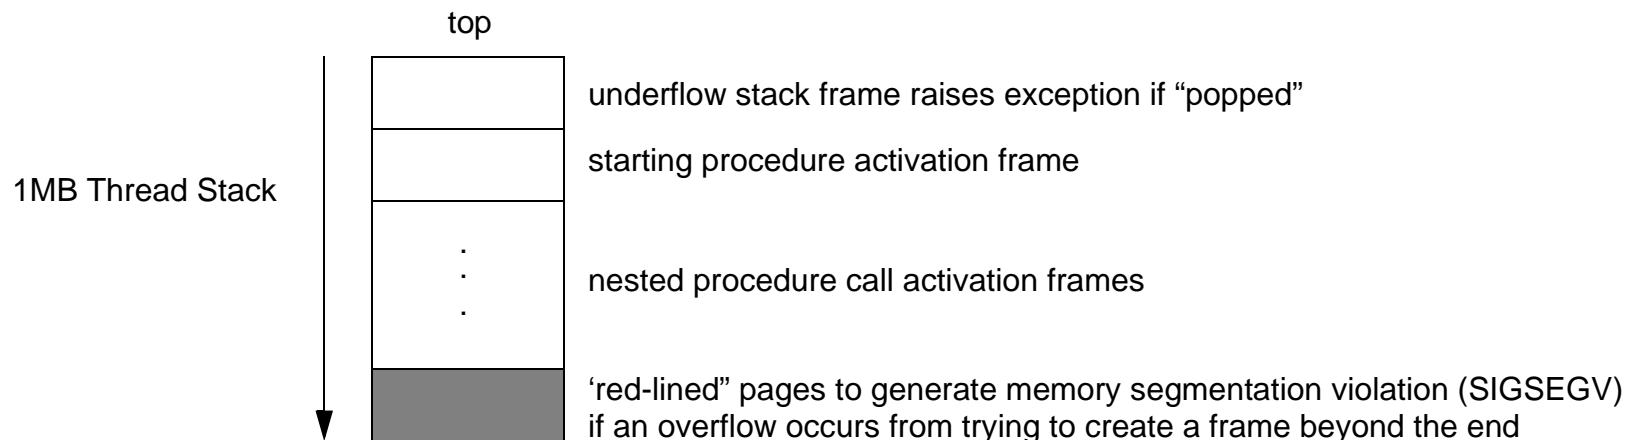 top
underflow stack frame raises exception if “popped”
starting procedure activation frame
1MB Thread Stack
.
.
.
nested procedure call activation frames
‘red-lined” pages to generate memory segmentation violation (SIGSEGV)
if an overflow occurs from trying to create a frame beyond the end